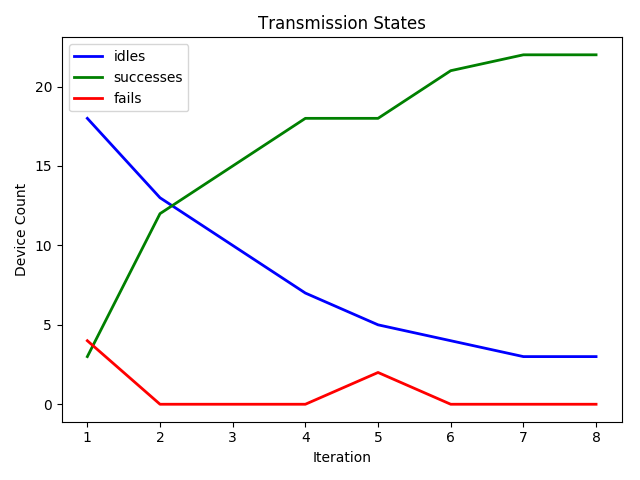 Transmission States
idles
successes
fails
Device Count
20
15
10
5
0
1 2 3 4 5 6 7 8
Iteration